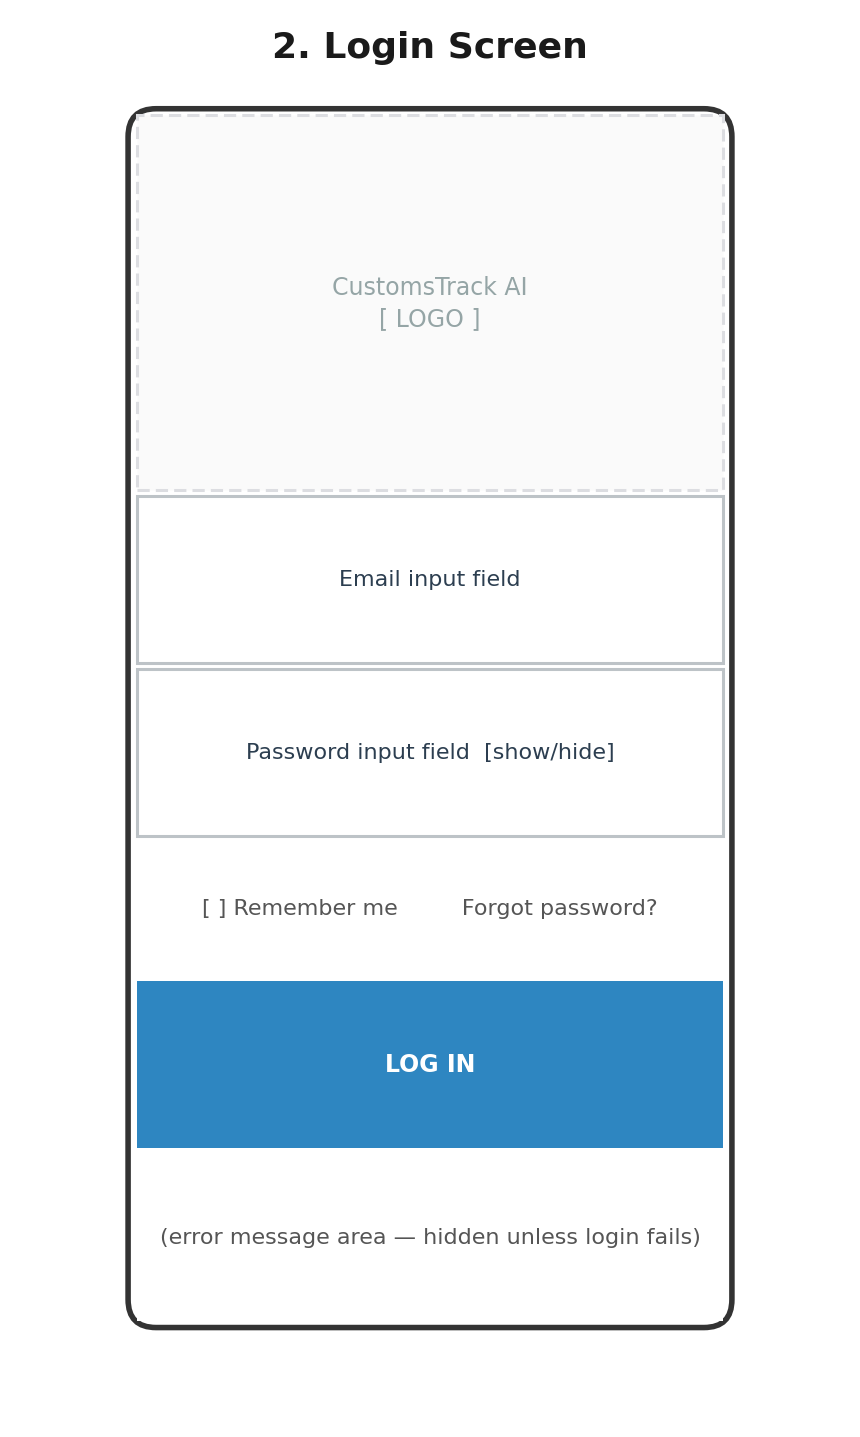 2. Login Screen
CustomsTrack AI
[ LOGO ]
Email input field
Password input field  [show/hide]
[ ] Remember me          Forgot password?
LOG IN
(error message area — hidden unless login fails)